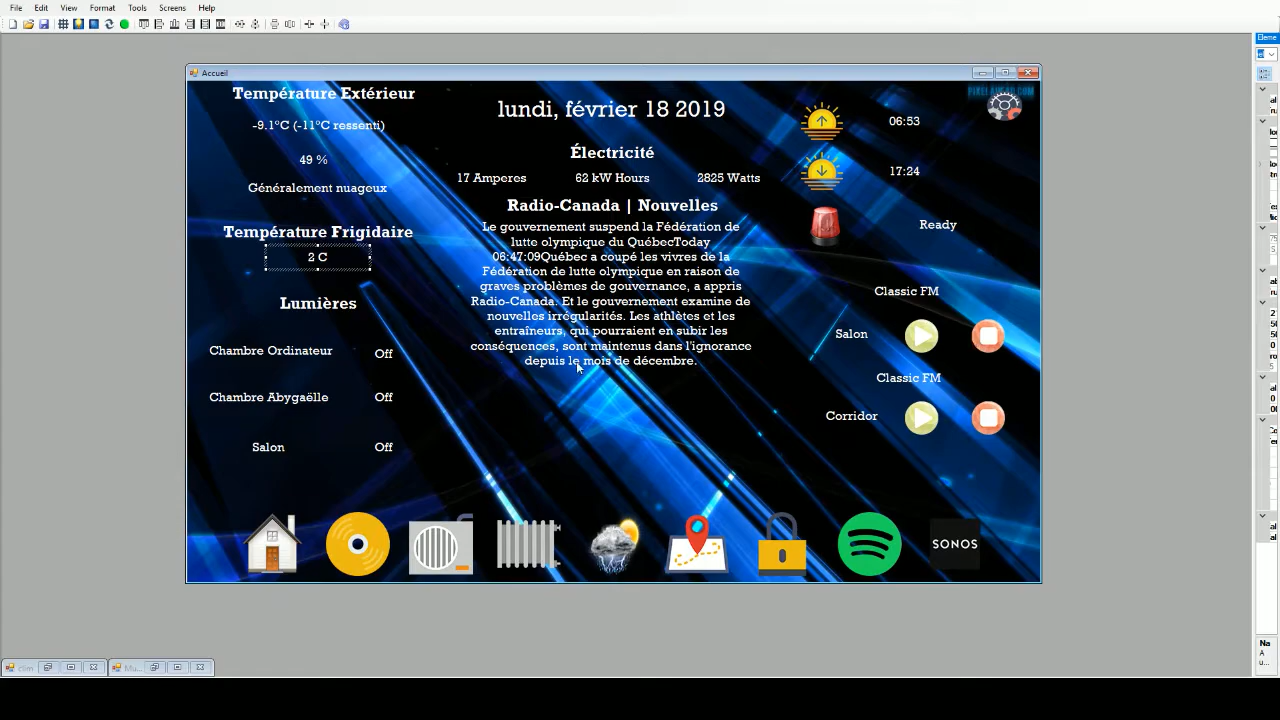 File Edit View Format Tools Screens Help
Accueil
Température Extérieur
-9.1°C (-11°C ressenti)
49 %
Généralement nuageux
Température Frigidaire
2 C
Lumières
Chambre Ordinateur Off
Chambre Abygaëlle Off
Salon Off
lundi, février 18 2019
Électricité
17 Amperes 62 kW Hours 2825 Watts
Radio-Canada | Nouvelles
Le gouvernement suspend la Fédération de
lutte olympique du QuébecToday
06:47:09Québec a coupé les vivres de la
Fédération de lutte olympique en raison de
graves problèmes de gouvernance, a appris
Radio-Canada. Et le gouvernement examine de
nouvelles irrégularités. Les athlètes et les
entraîneurs, qui pourraient en subir les
conséquences, sont maintenus dans l'ignorance
depuis le mois de décembre.
06:53
17:24
Ready
Classic FM
Salon
Classic FM
Corridor
SONOS